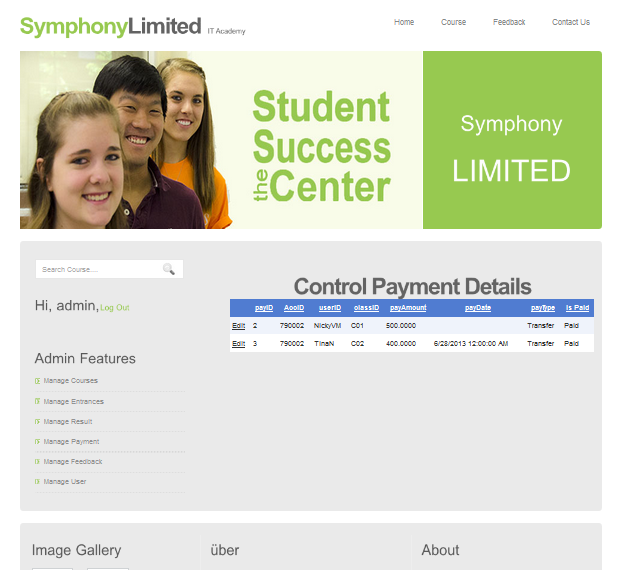 SymphonyLimited IT Academy
Home Course Feedback Contact Us
Student
Success
the Center
Symphony
LIMITED
Search Course....
Hi, admin, Log Out
Admin Features
Manage Courses
Manage Entrances
Manage Result
Manage Payment
Manage Feedback
Manage User
Control Payment Details
payID AccID userID classID payAmount payDate payType Is Paid
Edit 2 790002 NickyVM C01 500.0000 Transfer Paid
Edit 3 790002 TinaN C02 400.0000 6/28/2013 12:00:00 AM Transfer Paid
Image Gallery
über
About